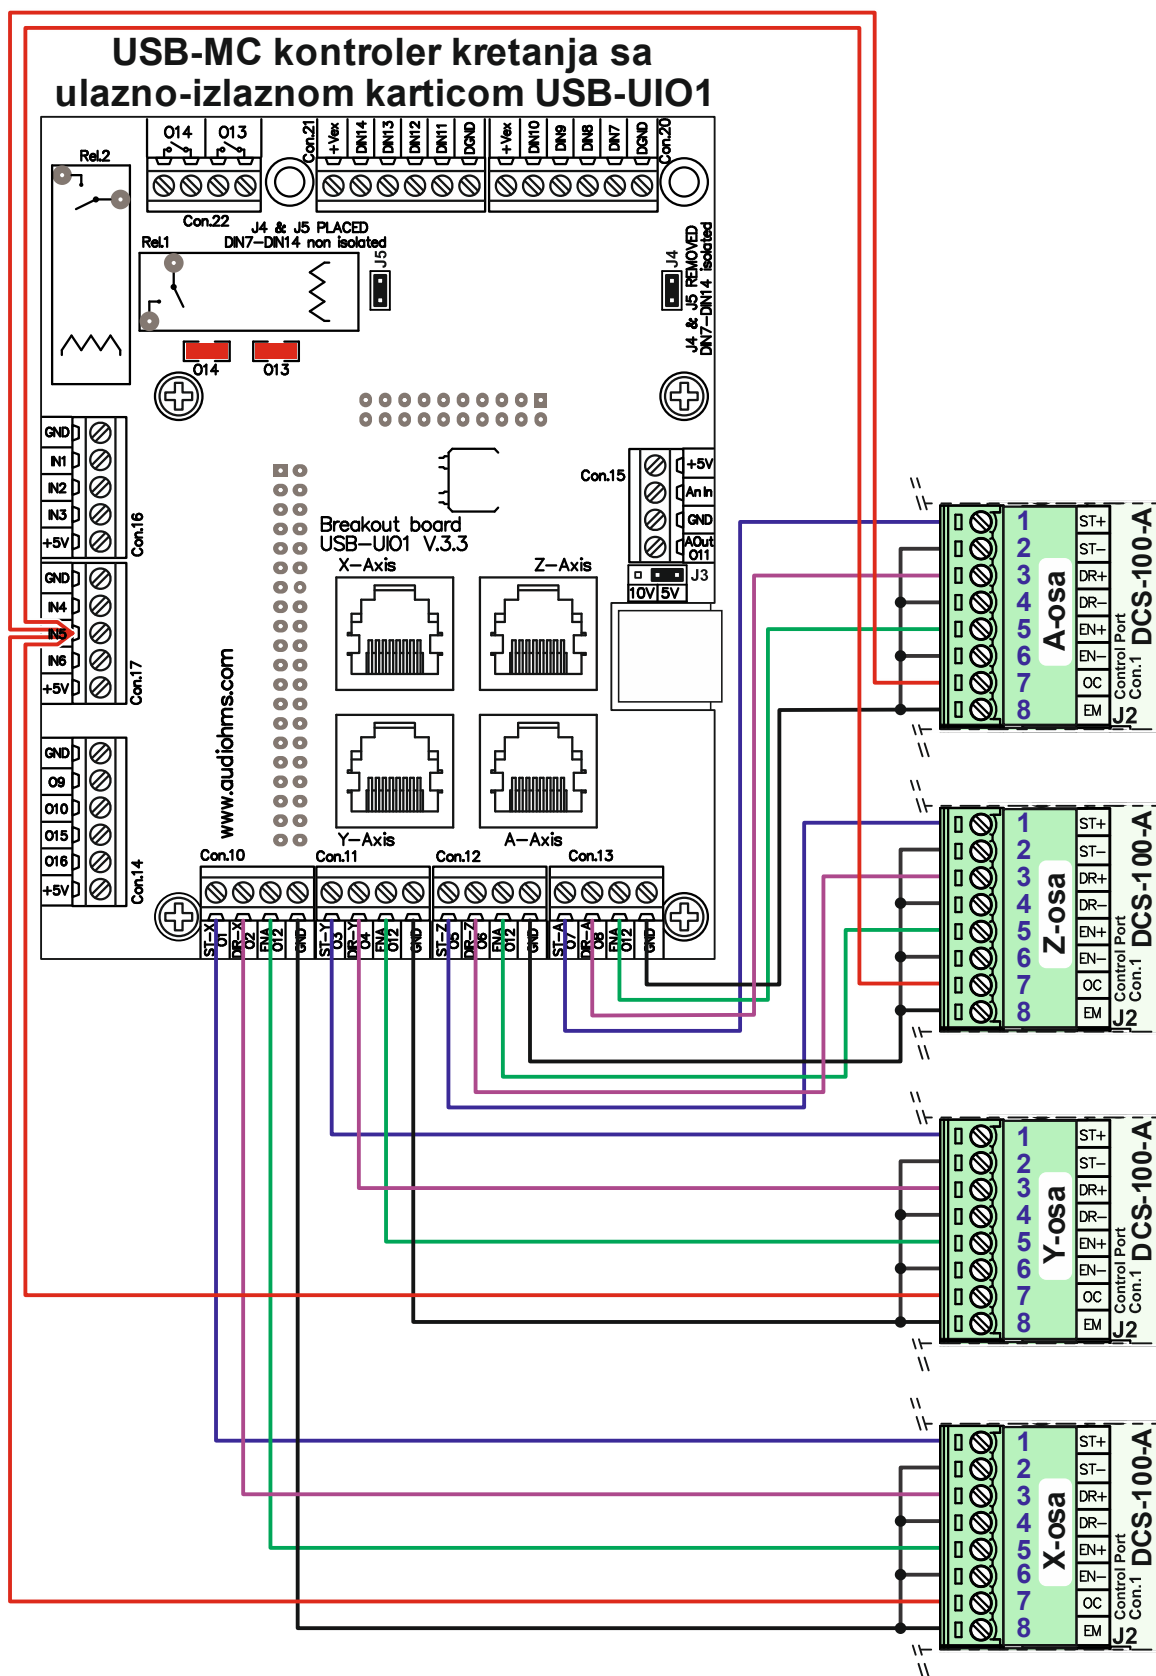 USB-MC kontroler kretanja sa
ulazno-izlaznom karticom USB-UIO1
O14 O13
Con.22
Con.21
+Vex
DIN14
DIN13
DIN12
DIN11
DGND
+Vex
DIN10
DIN9
DIN8
DIN7
DGND
Con.20
Rel.2
Rel.1
J4 & J5 PLACED
DIN7-DIN14 non isolated
J5
J4
J4 & J5 REMOVED
DIN7-DIN14 isolated
O14
O13
GND
IN1
IN2
IN3
+5V
Con.16
GND
IN4
IN5
IN6
+5V
Con.17
GND
O9
O10
O15
O16
+5V
Con.14
Con.15
+5V
An In
GND
AOut
O11
J3
10V 5V
Breakout board
USB-UIO1 V.3.3
X-Axis
Z-Axis
Y-Axis
A-Axis
www.audiohms.com
Con.10
Con.11
Con.12
Con.13
ST-X
O1
DIR-X
O2
ENA
O12
GND
ST-Y
O3
DIR-Y
O4
ENA
O12
GND
ST-Z
O5
DIR-Z
O6
ENA
O12
GND
ST-A
O7
DIR-A
O8
ENA
O12
GND
1 ST+
2 ST-
3 DR+
4 DR-
5 EN+
6 EN-
7 OC
8 EM
A-osa
Control Port
Con.1
J2
DCS-100-A
1 ST+
2 ST-
3 DR+
4 DR-
5 EN+
6 EN-
7 OC
8 EM
Z-osa
Control Port
Con.1
J2
DCS-100-A
1 ST+
2 ST-
3 DR+
4 DR-
5 EN+
6 EN-
7 OC
8 EM
Y-osa
Control Port
Con.1
J2
DCS-100-A
1 ST+
2 ST-
3 DR+
4 DR-
5 EN+
6 EN-
7 OC
8 EM
X-osa
Control Port
Con.1
J2
DCS-100-A